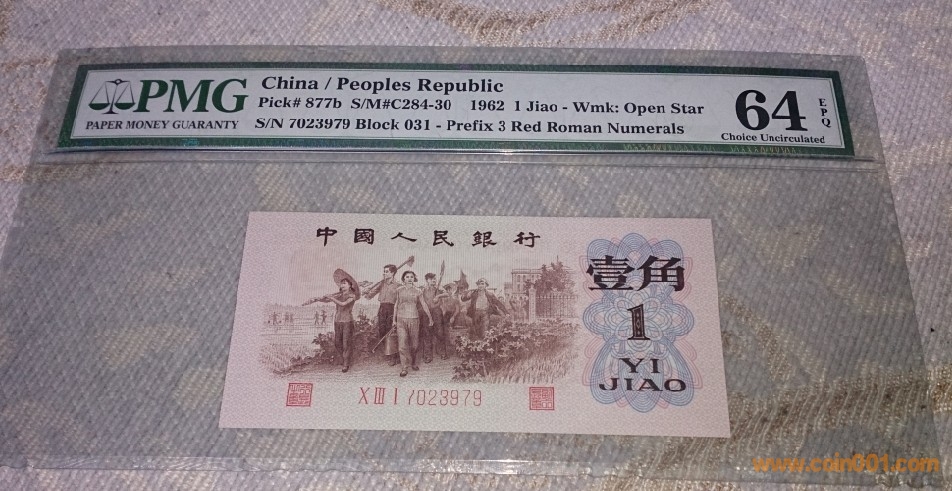 PMG
PAPER MONEY GUARANTY
China / Peoples Republic
Pick# 877b S/M#C284-30 1962 1 Jiao - Wmk: Open Star
S/N 7023979 Block 031 - Prefix 3 Red Roman Numerals
64
EPQ
Choice Uncirculated
中國人民銀行
壹角
1
YI
JIAO
X III I 7023979
www.coin001.com